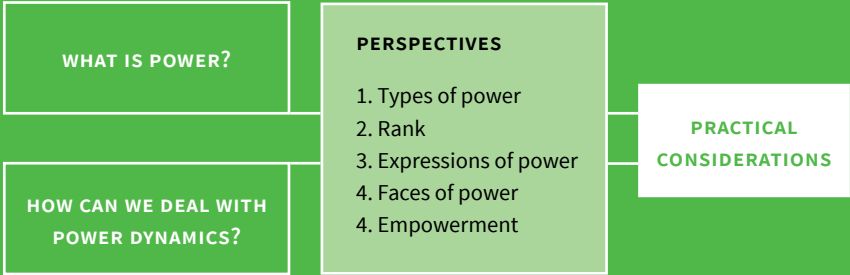 WHAT IS POWER?
HOW CAN WE DEAL WITH
POWER DYNAMICS?
PERSPECTIVES
1. Types of power
2. Rank
3. Expressions of power
4. Faces of power
4. Empowerment
PRACTICAL
CONSIDERATIONS